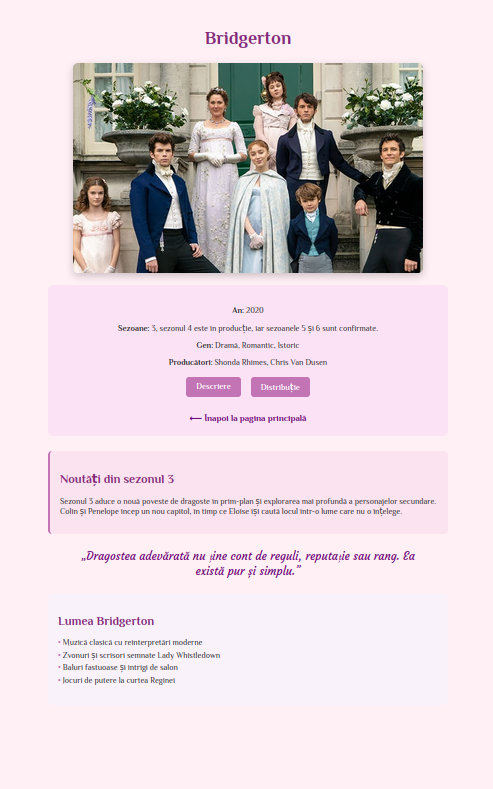 Bridgerton
An: 2020
Sezoane: 3, sezonul 4 este în producție, iar sezoanele 5 și 6 sunt confirmate.
Gen: Dramă, Romantic, Istoric
Producători: Shonda Rhimes, Chris Van Dusen
Descriere Distribuție
⟵ Înapoi la pagina principală
Noutăți din sezonul 3
Sezonul 3 aduce o nouă poveste de dragoste în prim-plan și explorarea mai profundă a personajelor secundare.
Colin și Penelope încep un nou capitol, în timp ce Eloise își caută locul într-o lume care nu o înțelege.
„Dragostea adevărată nu ține cont de reguli, reputație sau rang. Ea
există pur și simplu.”
Lumea Bridgerton
• Muzică clasică cu reinterpretări moderne
• Zvonuri și scrisori semnate Lady Whistledown
• Baluri fastuoase și intrigi de salon
• Jocuri de putere la curtea Reginei